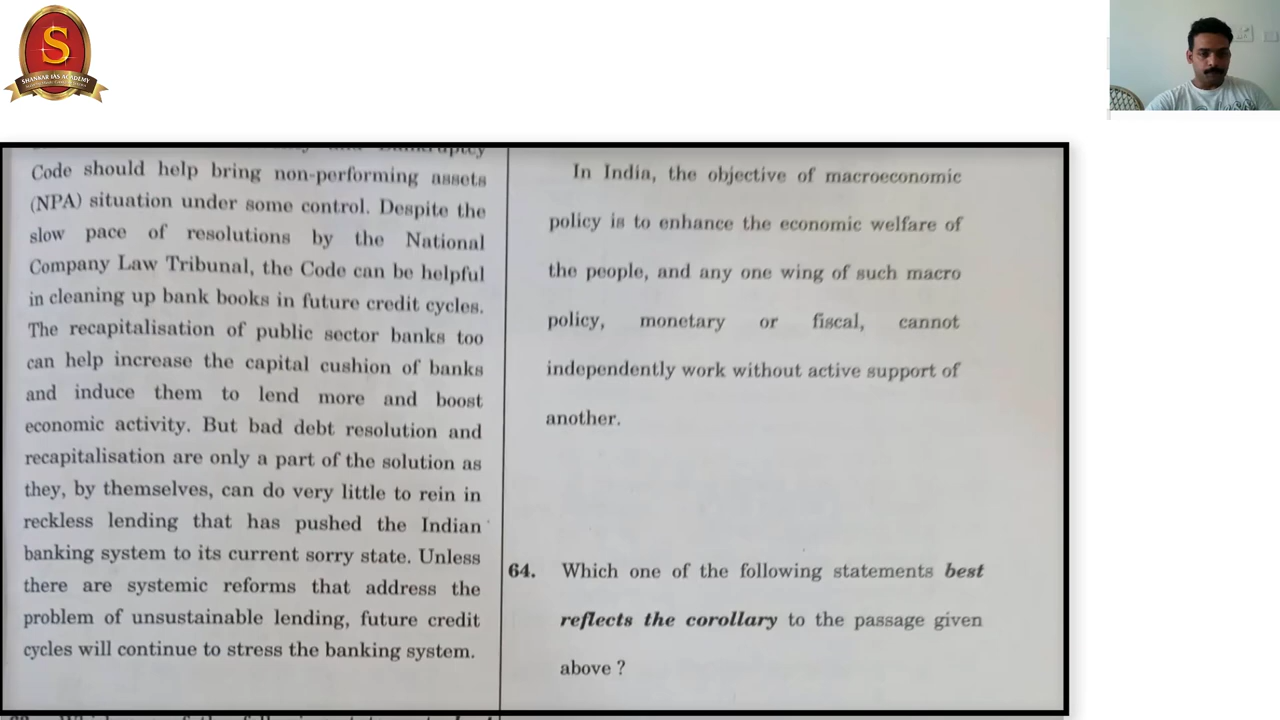 S
SHANKAR IAS ACADEMY
Bankruptcy
Code should help bring non-performing assets
(NPA) situation under some control. Despite the
slow pace of resolutions by the National
Company Law Tribunal, the Code can be helpful
in cleaning up bank books in future credit cycles.
The recapitalisation of public sector banks too
can help increase the capital cushion of banks
and induce them to lend more and boost
economic activity. But bad debt resolution and
recapitalisation are only a part of the solution as
they, by themselves, can do very little to rein in
reckless lending that has pushed the Indian
banking system to its current sorry state. Unless
there are systemic reforms that address the
problem of unsustainable lending, future credit
cycles will continue to stress the banking system.
In India, the objective of macroeconomic
policy is to enhance the economic welfare of
the people, and any one wing of such macro
policy, monetary or fiscal, cannot
independently work without active support of
another.
64. Which one of the following statements best
reflects the corollary to the passage given
above ?